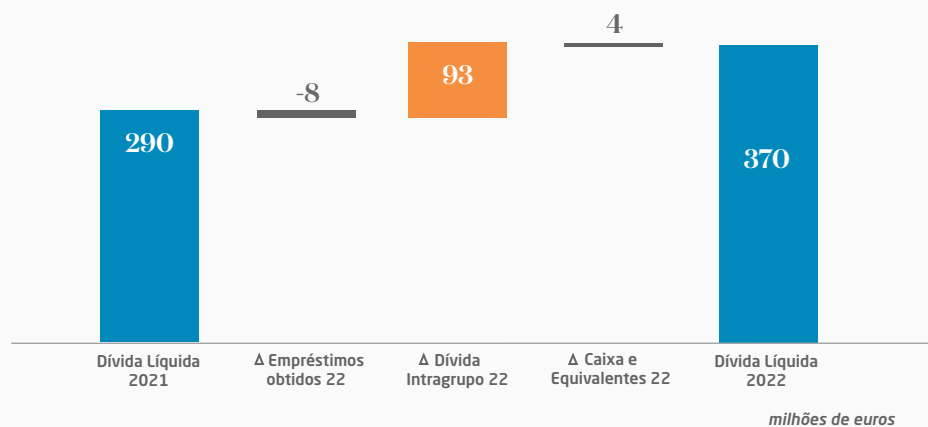 4
93
-8
290
370
Dívida Líquida
2021
Δ Empréstimos
obtidos 22
Δ Dívida
Intragrupo 22
Δ Caixa e
Equivalentes 22
Dívida Líquida
2022
milhões de euros